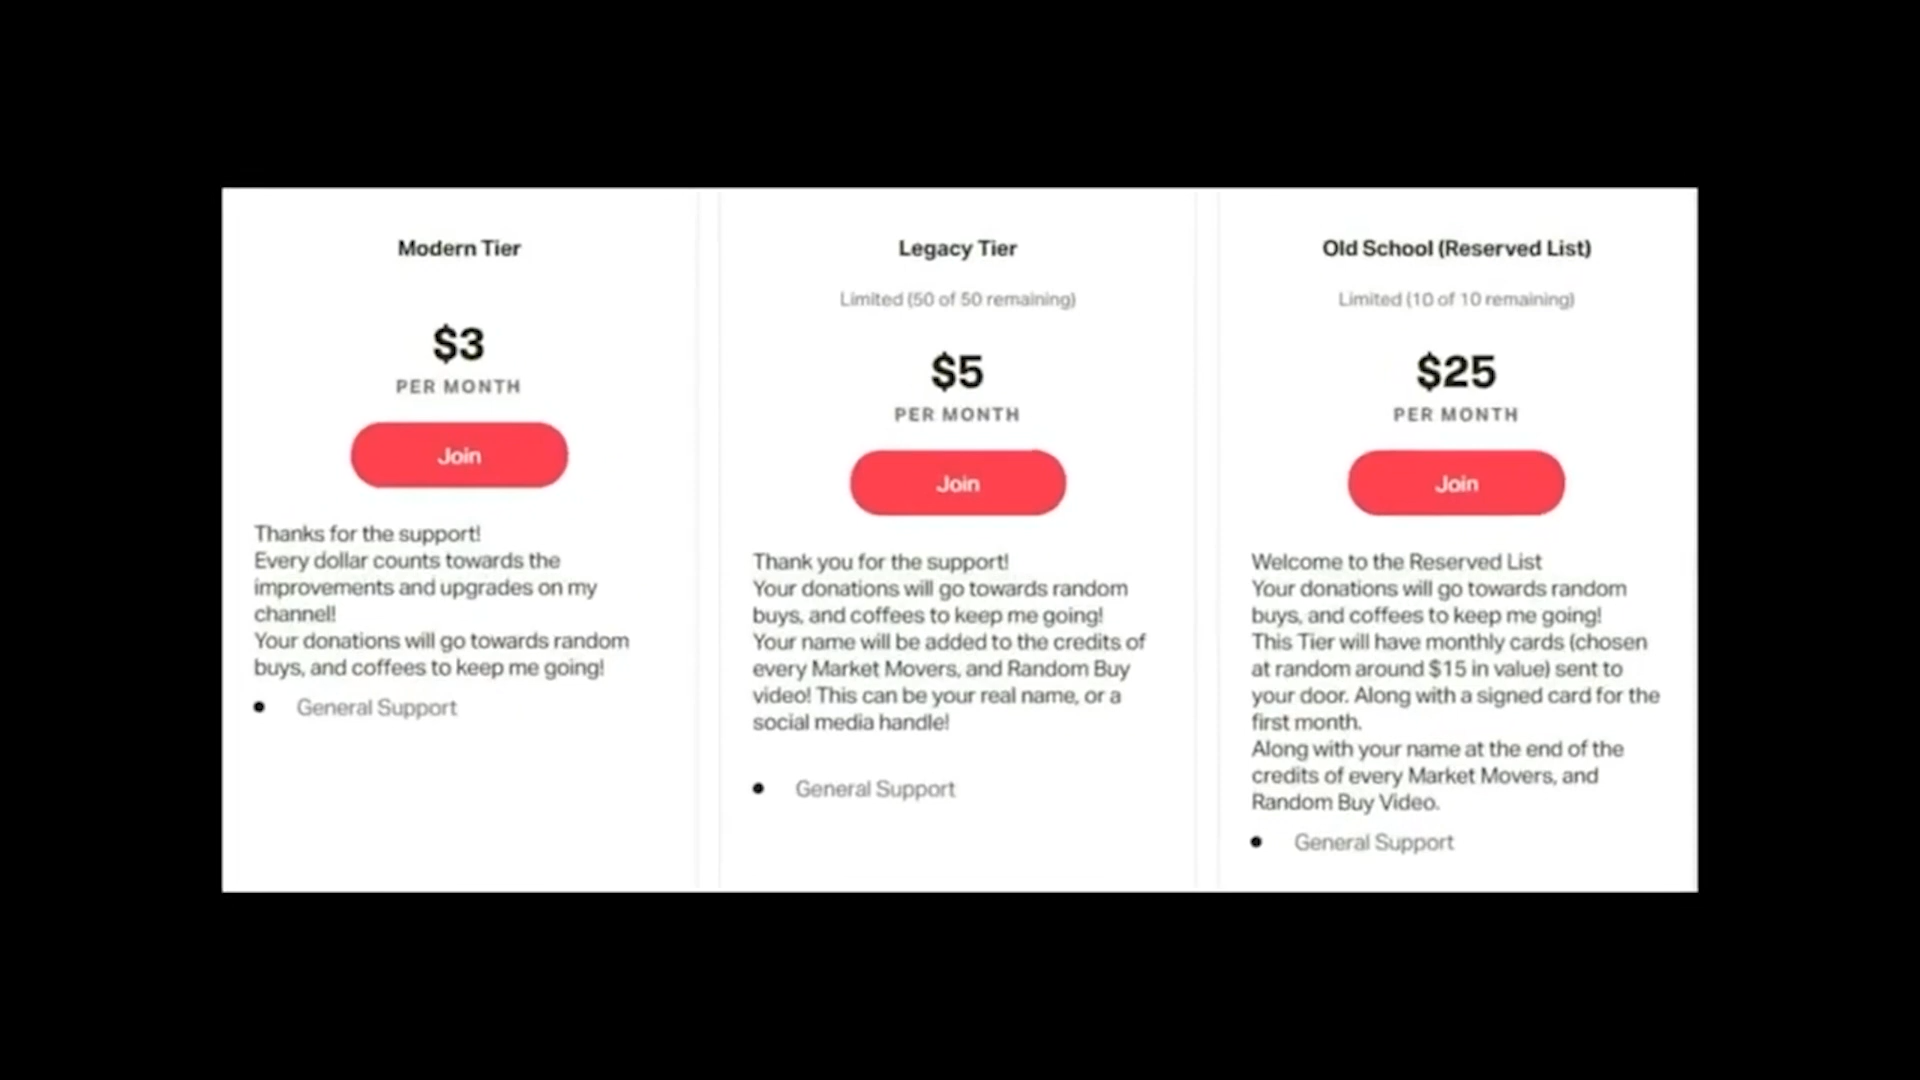 Modern Tier
$3
PER MONTH
Join
Thanks for the support!
Every dollar counts towards the
improvements and upgrades on my
channel!
Your donations will go towards random
buys, and coffees to keep me going!
General Support
Legacy Tier
Limited (50 of 50 remaining)
$5
PER MONTH
Join
Thank you for the support!
Your donations will go towards random
buys, and coffees to keep me going!
Your name will be added to the credits of
every Market Movers, and Random Buy
video! This can be your real name, or a
social media handle!
General Support
Old School (Reserved List)
Limited (10 of 10 remaining)
$25
PER MONTH
Join
Welcome to the Reserved List
Your donations will go towards random
buys, and coffees to keep me going!
This Tier will have monthly cards (chosen
at random around $15 in value) sent to
your door. Along with a signed card for the
first month.
Along with your name at the end of the
credits of every Market Movers, and
Random Buy Video.
General Support